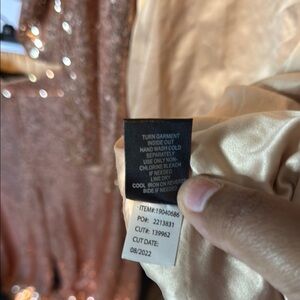 TURN GARMENT
INSIDE OUT
HAND WASH COLD
SEPARATELY
USE ONLY NON-
CHLORINE BLEACH
IF NEEDED
LINE DRY
COOL IRON ON REVERSE
SIDE IF NEEDED
ITEM#:19040686
PO#: 2213831
CUT#: 139962
CUT DATE:
08/2022